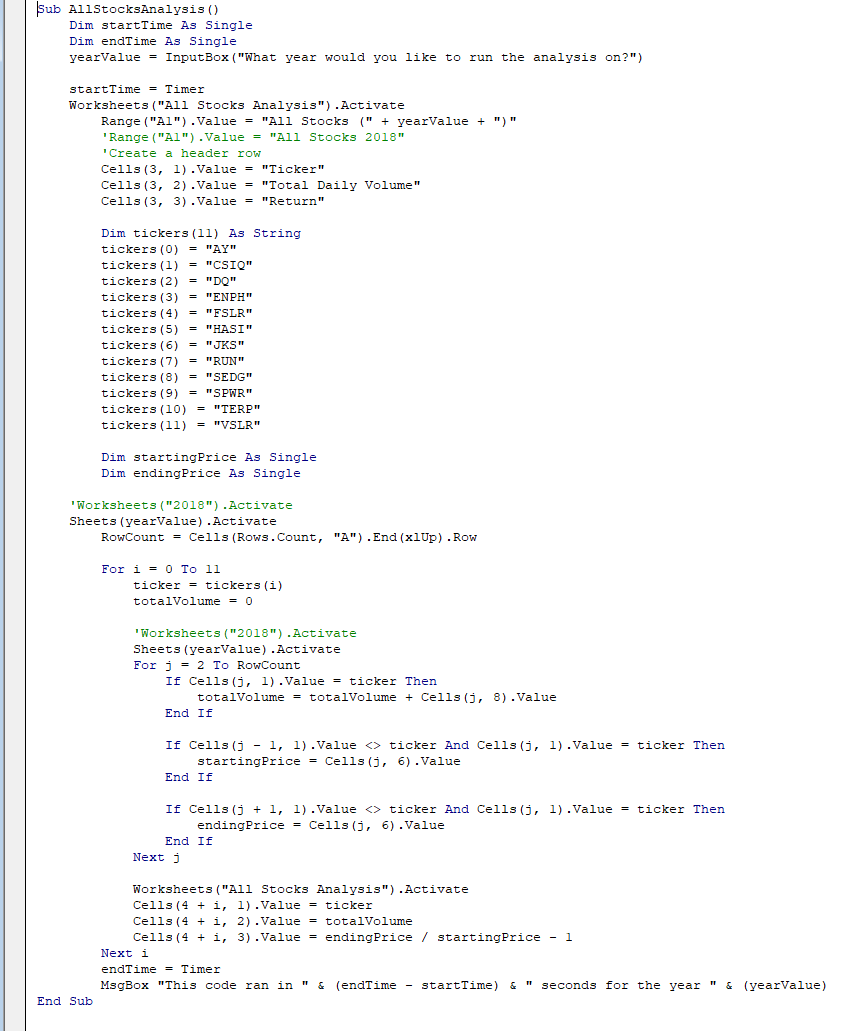 Sub AllStocksAnalysis()
    Dim startTime As Single
    Dim endTime As Single
    yearValue = InputBox("What year would you like to run the analysis on?")

    startTime = Timer
    Worksheets("All Stocks Analysis").Activate
        Range("A1").Value = "All Stocks (" + yearValue + ")"
        'Range("A1").Value = "All Stocks 2018"
        'Create a header row
        Cells(3, 1).Value = "Ticker"
        Cells(3, 2).Value = "Total Daily Volume"
        Cells(3, 3).Value = "Return"

        Dim tickers(11) As String
        tickers(0) = "AY"
        tickers(1) = "CSIQ"
        tickers(2) = "DQ"
        tickers(3) = "ENPH"
        tickers(4) = "FSLR"
        tickers(5) = "HASI"
        tickers(6) = "JKS"
        tickers(7) = "RUN"
        tickers(8) = "SEDG"
        tickers(9) = "SPWR"
        tickers(10) = "TERP"
        tickers(11) = "VSLR"

        Dim startingPrice As Single
        Dim endingPrice As Single

    'Worksheets("2018").Activate
    Sheets(yearValue).Activate
        RowCount = Cells(Rows.Count, "A").End(xlUp).Row

        For i = 0 To 11
            ticker = tickers(i)
            totalVolume = 0

            'Worksheets("2018").Activate
            Sheets(yearValue).Activate
            For j = 2 To RowCount
                If Cells(j, 1).Value = ticker Then
                    totalVolume = totalVolume + Cells(j, 8).Value
                End If

                If Cells(j - 1, 1).Value <> ticker And Cells(j, 1).Value = ticker Then
                    startingPrice = Cells(j, 6).Value
                End If

                If Cells(j + 1, 1).Value <> ticker And Cells(j, 1).Value = ticker Then
                    endingPrice = Cells(j, 6).Value
                End If
            Next j

            Worksheets("All Stocks Analysis").Activate
            Cells(4 + i, 1).Value = ticker
            Cells(4 + i, 2).Value = totalVolume
            Cells(4 + i, 3).Value = endingPrice / startingPrice - 1
        Next i
        endTime = Timer
        MsgBox "This code ran in " & (endTime - startTime) & " seconds for the year " & (yearValue)
End Sub